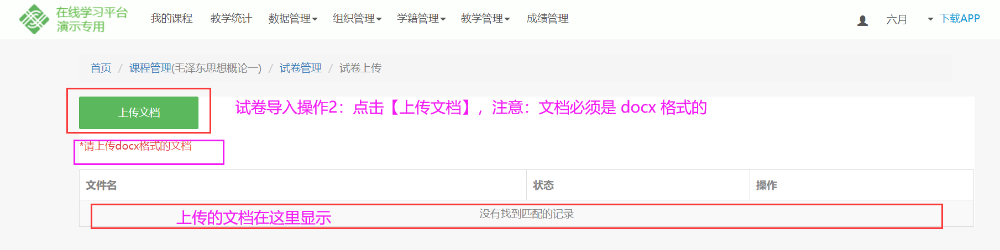 在线学习平台
演示专用
我的课程 教学统计 数据管理 组织管理 学籍管理 教学管理 成绩管理 六月 下载APP
首页 / 课程管理(毛泽东思想概论一) / 试卷管理 / 试卷上传
上传文档 试卷导入操作2：点击【上传文档】，注意：文档必须是 docx 格式的
*请上传docx格式的文档
文件名 状态 操作
上传的文档在这里显示 没有找到匹配的记录